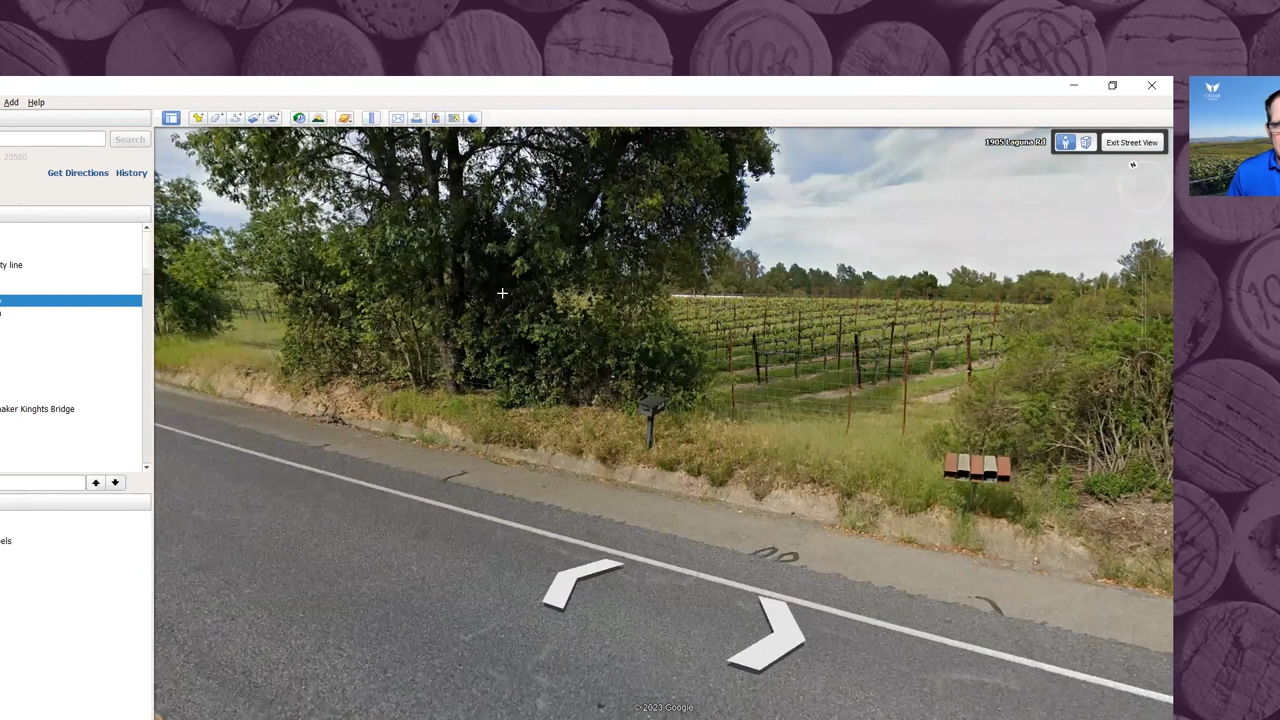 Add Help
Search
20500
Get Directions History
ty line
aker Knights Bridge
els
1905 Laguna Rd
Exit Street View
© 2023 Google